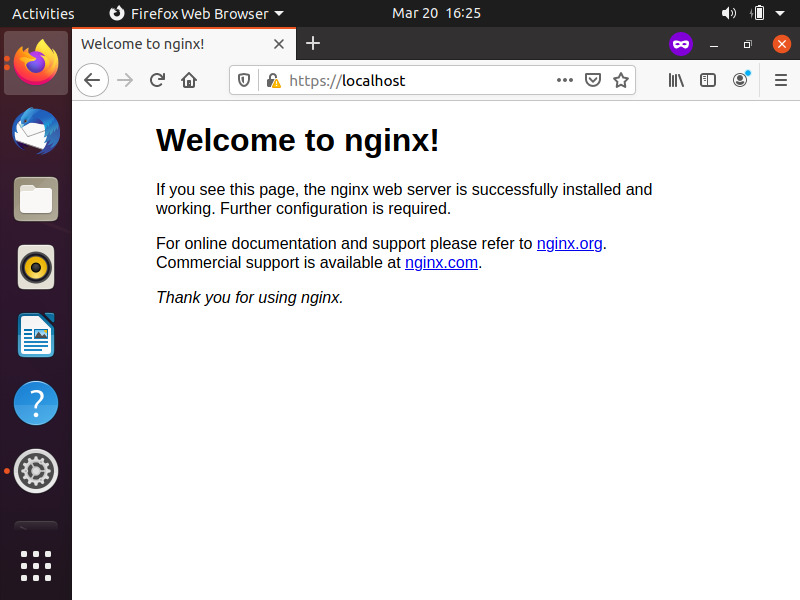 Activities Firefox Web Browser Mar 20 16:25
Welcome to nginx!
https://localhost
Welcome to nginx!
If you see this page, the nginx web server is successfully installed and
working. Further configuration is required.
For online documentation and support please refer to nginx.org.
Commercial support is available at nginx.com.
Thank you for using nginx.